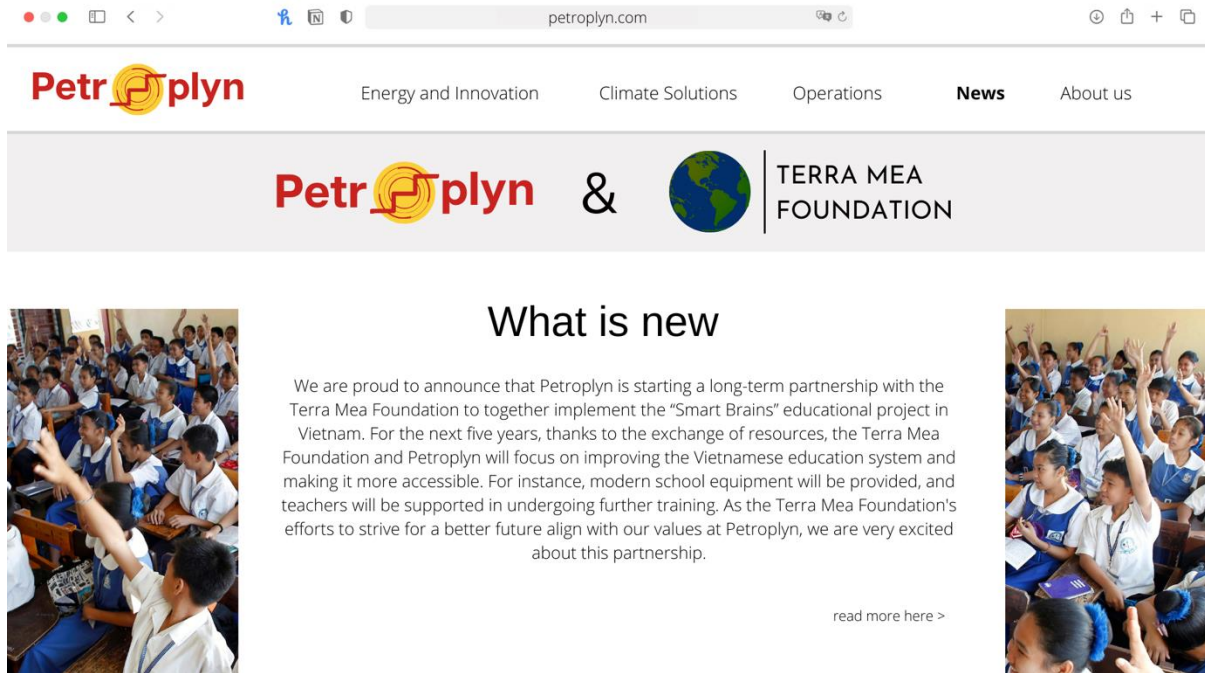 petroplyn.com
Petroplyn
Energy and Innovation
Climate Solutions
Operations
News
About us
Petroplyn & TERRA MEA
FOUNDATION
What is new
We are proud to announce that Petroplyn is starting a long-term partnership with the
Terra Mea Foundation to together implement the “Smart Brains” educational project in
Vietnam. For the next five years, thanks to the exchange of resources, the Terra Mea
Foundation and Petroplyn will focus on improving the Vietnamese education system and
making it more accessible. For instance, modern school equipment will be provided, and
teachers will be supported in undergoing further training. As the Terra Mea Foundation's
efforts to strive for a better future align with our values at Petroplyn, we are very excited
about this partnership.
read more here >